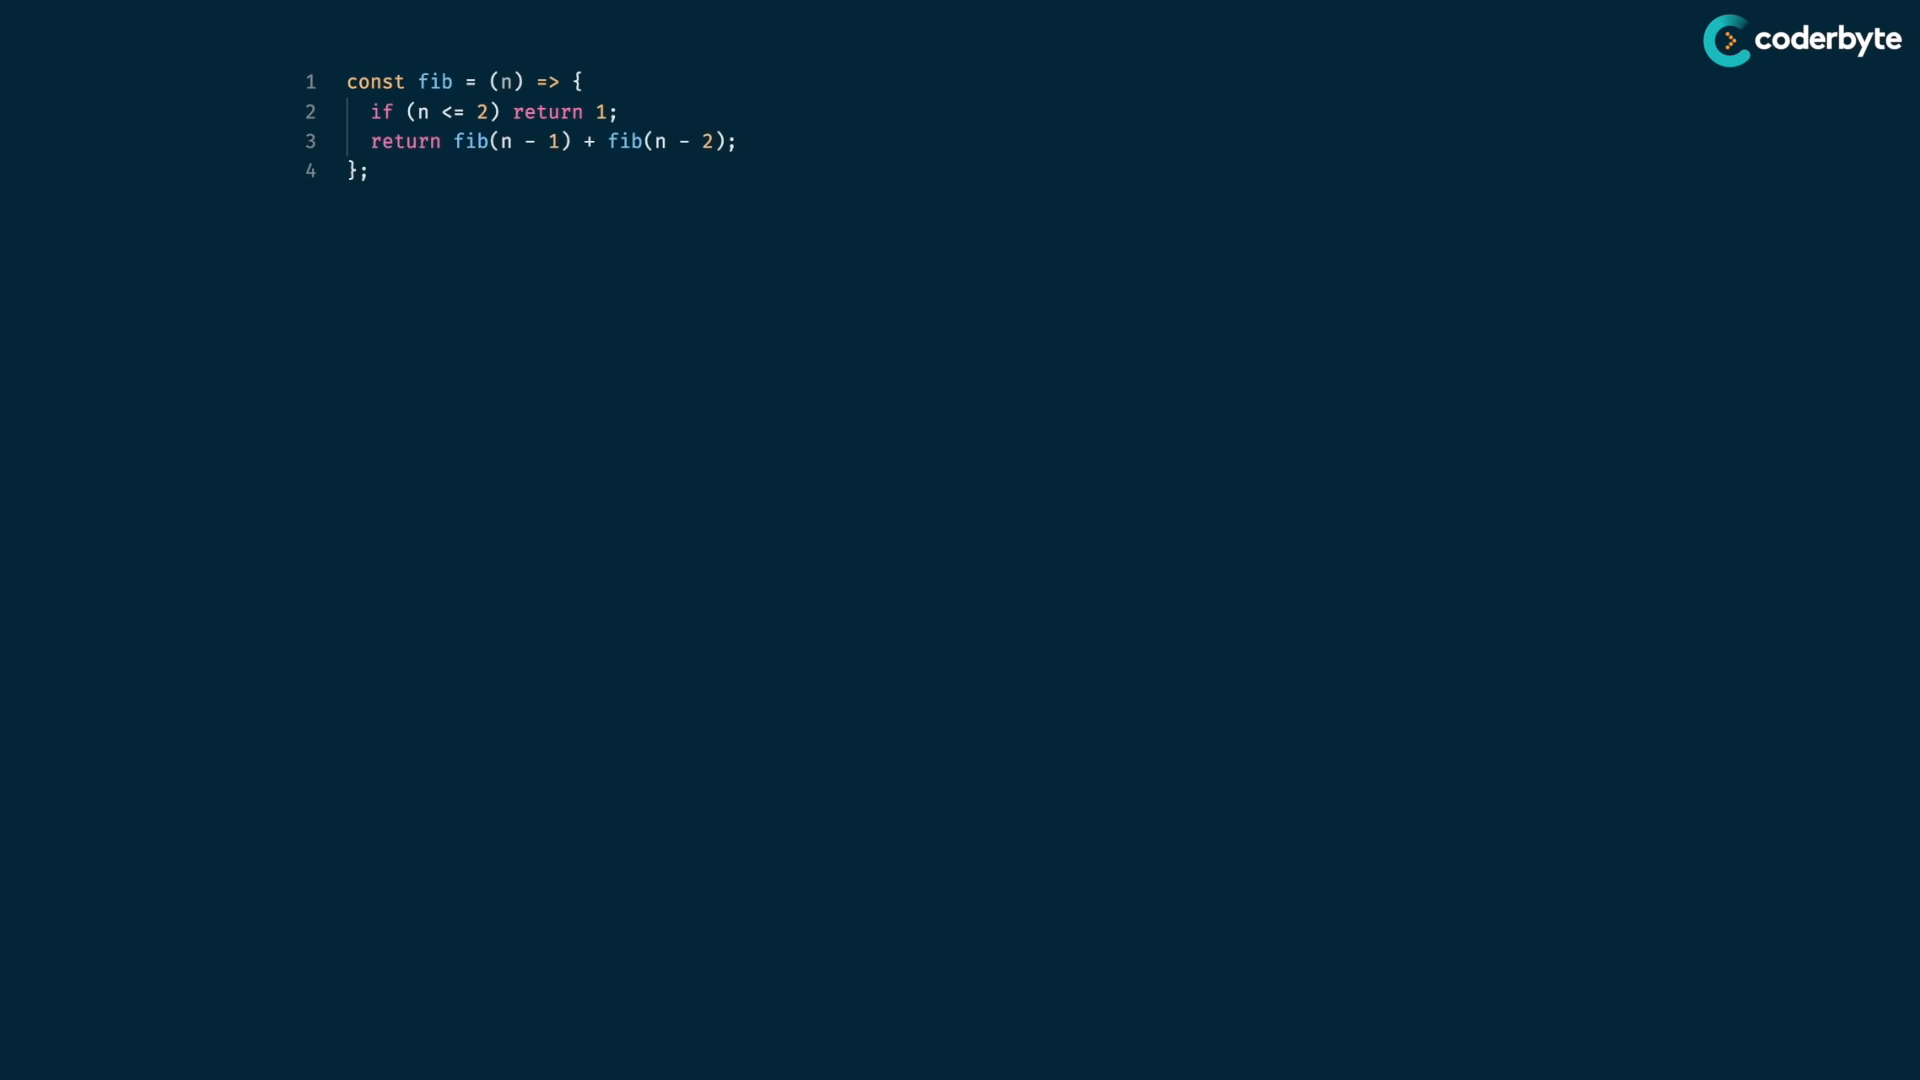 coderbyte
1 const fib = (n) => {
2 if (n <= 2) return 1;
3 return fib(n - 1) + fib(n - 2);
4 };